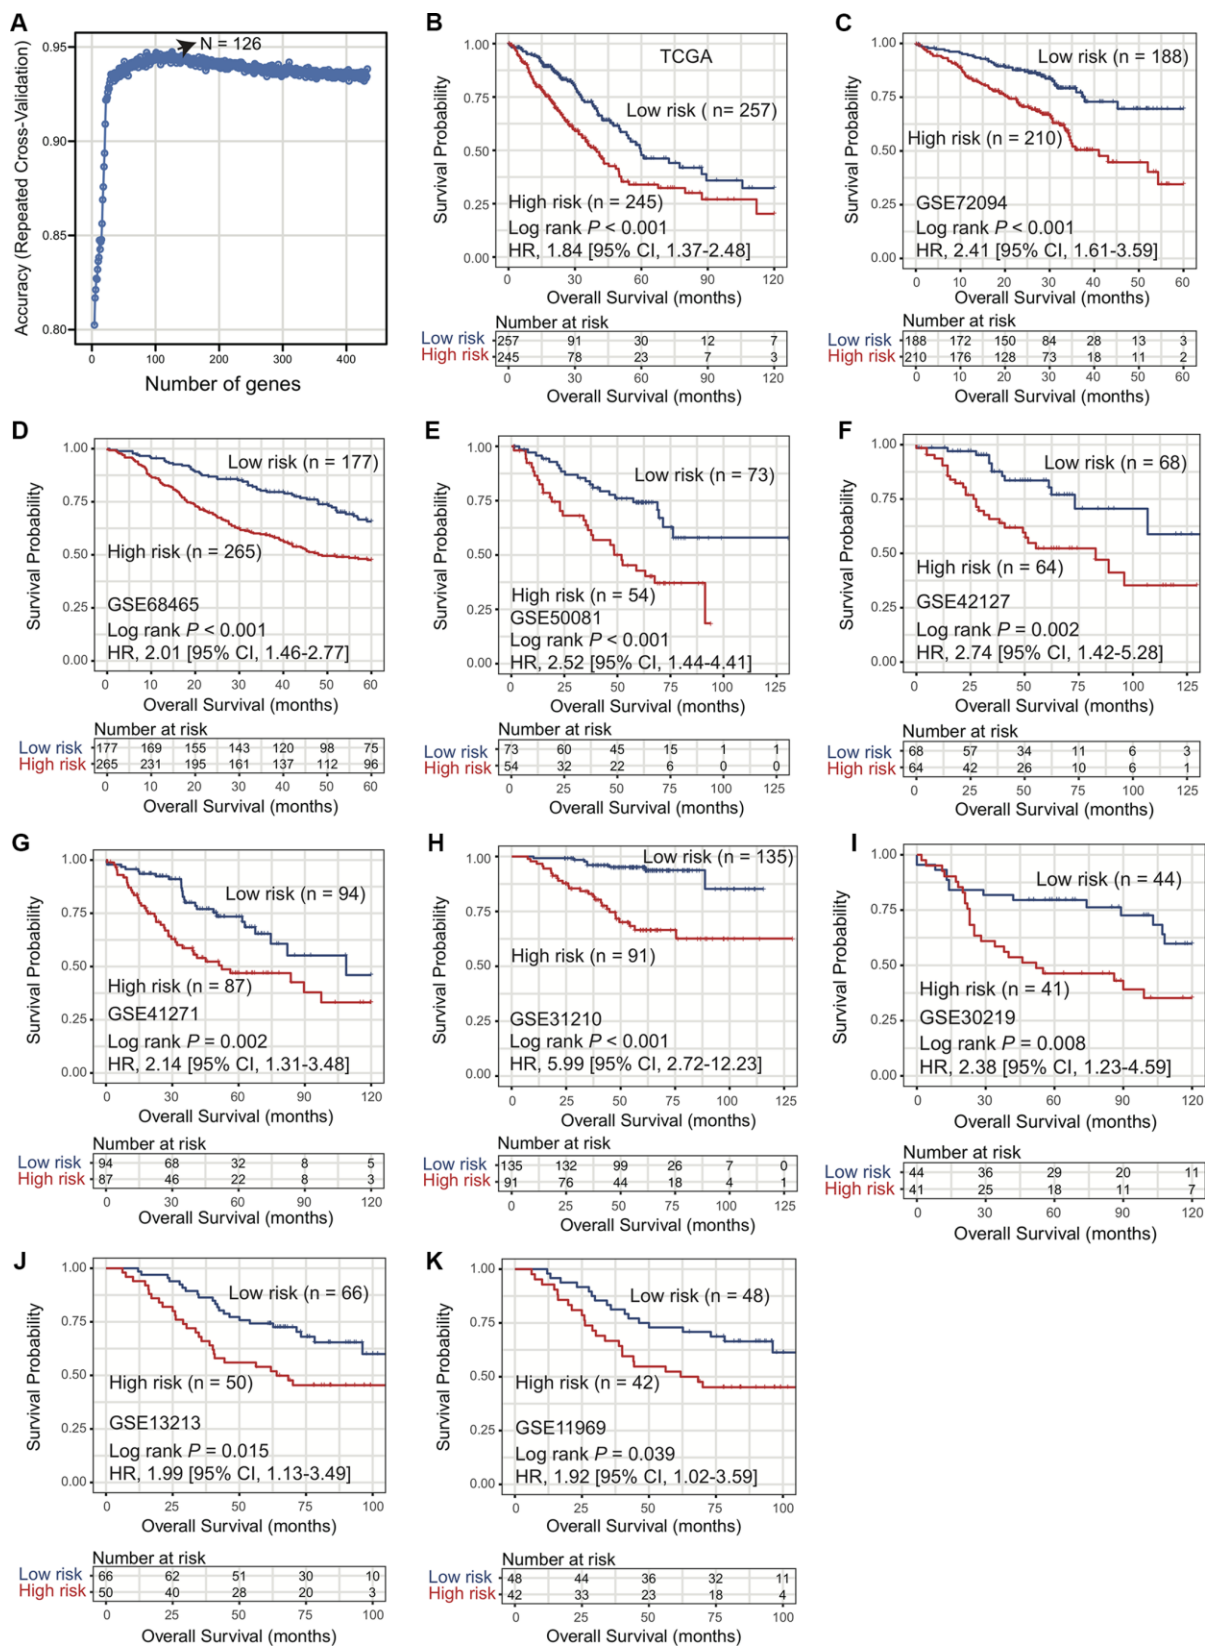 A
Accuracy (Repeated Cross-Validation)
0.95
0.90
0.85
0.80
N = 126
0 100 200 300 400
Number of genes
B
Survival Probability
1.00
0.75
0.50
0.25
0.00
TCGA
Low risk ( n= 257)
High risk (n = 245)
Log rank P < 0.001
HR, 1.84 [95% CI, 1.37-2.48]
0 30 60 90 120
Overall Survival (months)
Number at risk
Low risk 257 91 30 12 7
High risk 245 78 23 7 3
0 30 60 90 120
Overall Survival (months)
C
Survival Probability
1.00
0.75
0.50
0.25
0.00
Low risk (n = 188)
High risk (n = 210)
GSE72094
Log rank P < 0.001
HR, 2.41 [95% CI, 1.61-3.59]
0 10 20 30 40 50 60
Overall Survival (months)
Number at risk
Low risk 188 172 150 84 28 13 3
High risk 210 176 128 73 18 11 2
0 10 20 30 40 50 60
Overall Survival (months)
D
Survival Probability
1.00
0.75
0.50
0.25
0.00
Low risk (n = 177)
High risk (n = 265)
GSE68465
Log rank P < 0.001
HR, 2.01 [95% CI, 1.46-2.77]
0 10 20 30 40 50 60
Overall Survival (months)
Number at risk
Low risk 177 169 155 143 120 98 75
High risk 265 231 195 161 137 112 96
0 10 20 30 40 50 60
Overall Survival (months)
E
Survival Probability
1.00
0.75
0.50
0.25
0.00
Low risk (n = 73)
High risk (n = 54)
GSE50081
Log rank P < 0.001
HR, 2.52 [95% CI, 1.44-4.41]
0 25 50 75 100 125
Overall Survival (months)
Number at risk
Low risk 73 60 45 15 1 1
High risk 54 32 22 6 0 0
0 25 50 75 100 125
Overall Survival (months)
F
Survival Probability
1.00
0.75
0.50
0.25
0.00
Low risk (n = 68)
High risk (n = 64)
GSE42127
Log rank P = 0.002
HR, 2.74 [95% CI, 1.42-5.28]
0 25 50 75 100 125
Overall Survival (months)
Number at risk
Low risk 68 57 34 11 6 3
High risk 64 42 26 10 6 1
0 25 50 75 100 125
Overall Survival (months)
G
Survival Probability
1.00
0.75
0.50
0.25
0.00
Low risk (n = 94)
High risk (n = 87)
GSE41271
Log rank P = 0.002
HR, 2.14 [95% CI, 1.31-3.48]
0 30 60 90 120
Overall Survival (months)
Number at risk
Low risk 94 68 32 8 5
High risk 87 46 22 8 3
0 30 60 90 120
Overall Survival (months)
H
Survival Probability
1.00
0.75
0.50
0.25
0.00
Low risk (n = 135)
High risk (n = 91)
GSE31210
Log rank P < 0.001
HR, 5.99 [95% CI, 2.72-12.23]
0 25 50 75 100 125
Overall Survival (months)
Number at risk
Low risk 135 132 99 26 7 0
High risk 91 76 44 18 4 1
0 25 50 75 100 125
Overall Survival (months)
I
Survival Probability
1.00
0.75
0.50
0.25
0.00
Low risk (n = 44)
High risk (n = 41)
GSE30219
Log rank P = 0.008
HR, 2.38 [95% CI, 1.23-4.59]
0 30 60 90 120
Overall Survival (months)
Number at risk
Low risk 44 36 29 20 11
High risk 41 25 18 11 7
0 30 60 90 120
Overall Survival (months)
J
Survival Probability
1.00
0.75
0.50
0.25
0.00
Low risk (n = 66)
High risk (n = 50)
GSE13213
Log rank P = 0.015
HR, 1.99 [95% CI, 1.13-3.49]
0 25 50 75 100
Overall Survival (months)
Number at risk
Low risk 66 62 51 30 10
High risk 50 40 28 20 3
0 25 50 75 100
Overall Survival (months)
K
Survival Probability
1.00
0.75
0.50
0.25
0.00
Low risk (n = 48)
High risk (n = 42)
GSE11969
Log rank P = 0.039
HR, 1.92 [95% CI, 1.02-3.59]
0 25 50 75 100
Overall Survival (months)
Number at risk
Low risk 48 44 36 32 11
High risk 42 33 23 18 4
0 25 50 75 100
Overall Survival (months)